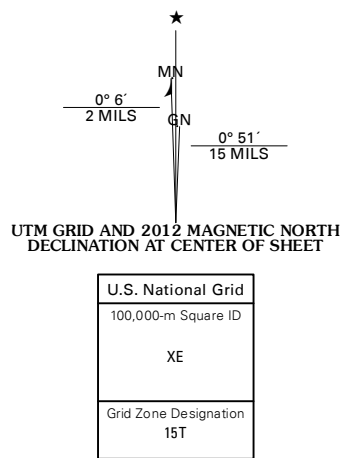 ★
MN
0° 6´
2 MILS
GN
0° 51´
15 MILS
UTM GRID AND 2012 MAGNETIC NORTH
DECLINATION AT CENTER OF SHEET
U.S. National Grid
100,000-m Square ID
XE
Grid Zone Designation
15T